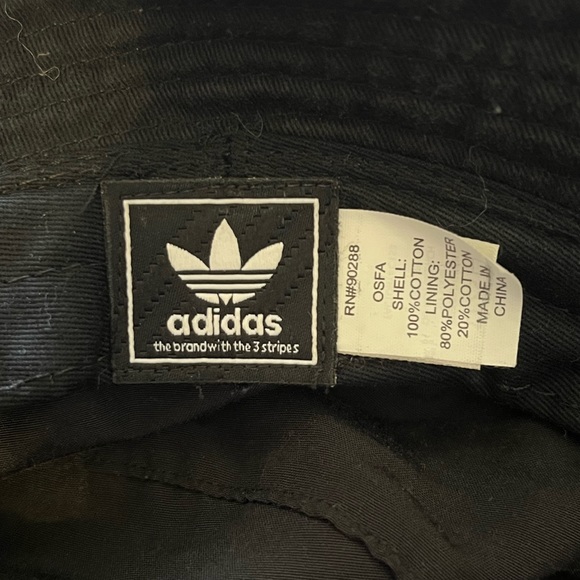 adidas
the brand with the 3 stripes
RN#90288
OSFA
SHELL:
100%COTTON
LINING:
80%POLYESTER
20%COTTON
MADE IN
CHINA